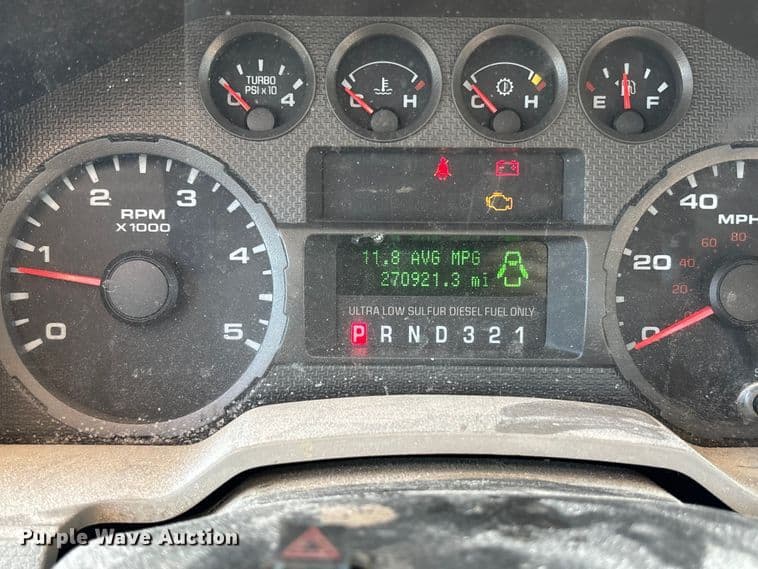 TURBO
PSI x 10
0 4
C H
C H
E F
0 1 2 3 4 5
RPM
X1000
11.8 AVG MPG
270921.3 mi
ULTRA LOW SULFUR DIESEL FUEL ONLY
P R N D 3 2 1
0 20 40
MPH
20 40 60 80
Purple Wave Auction